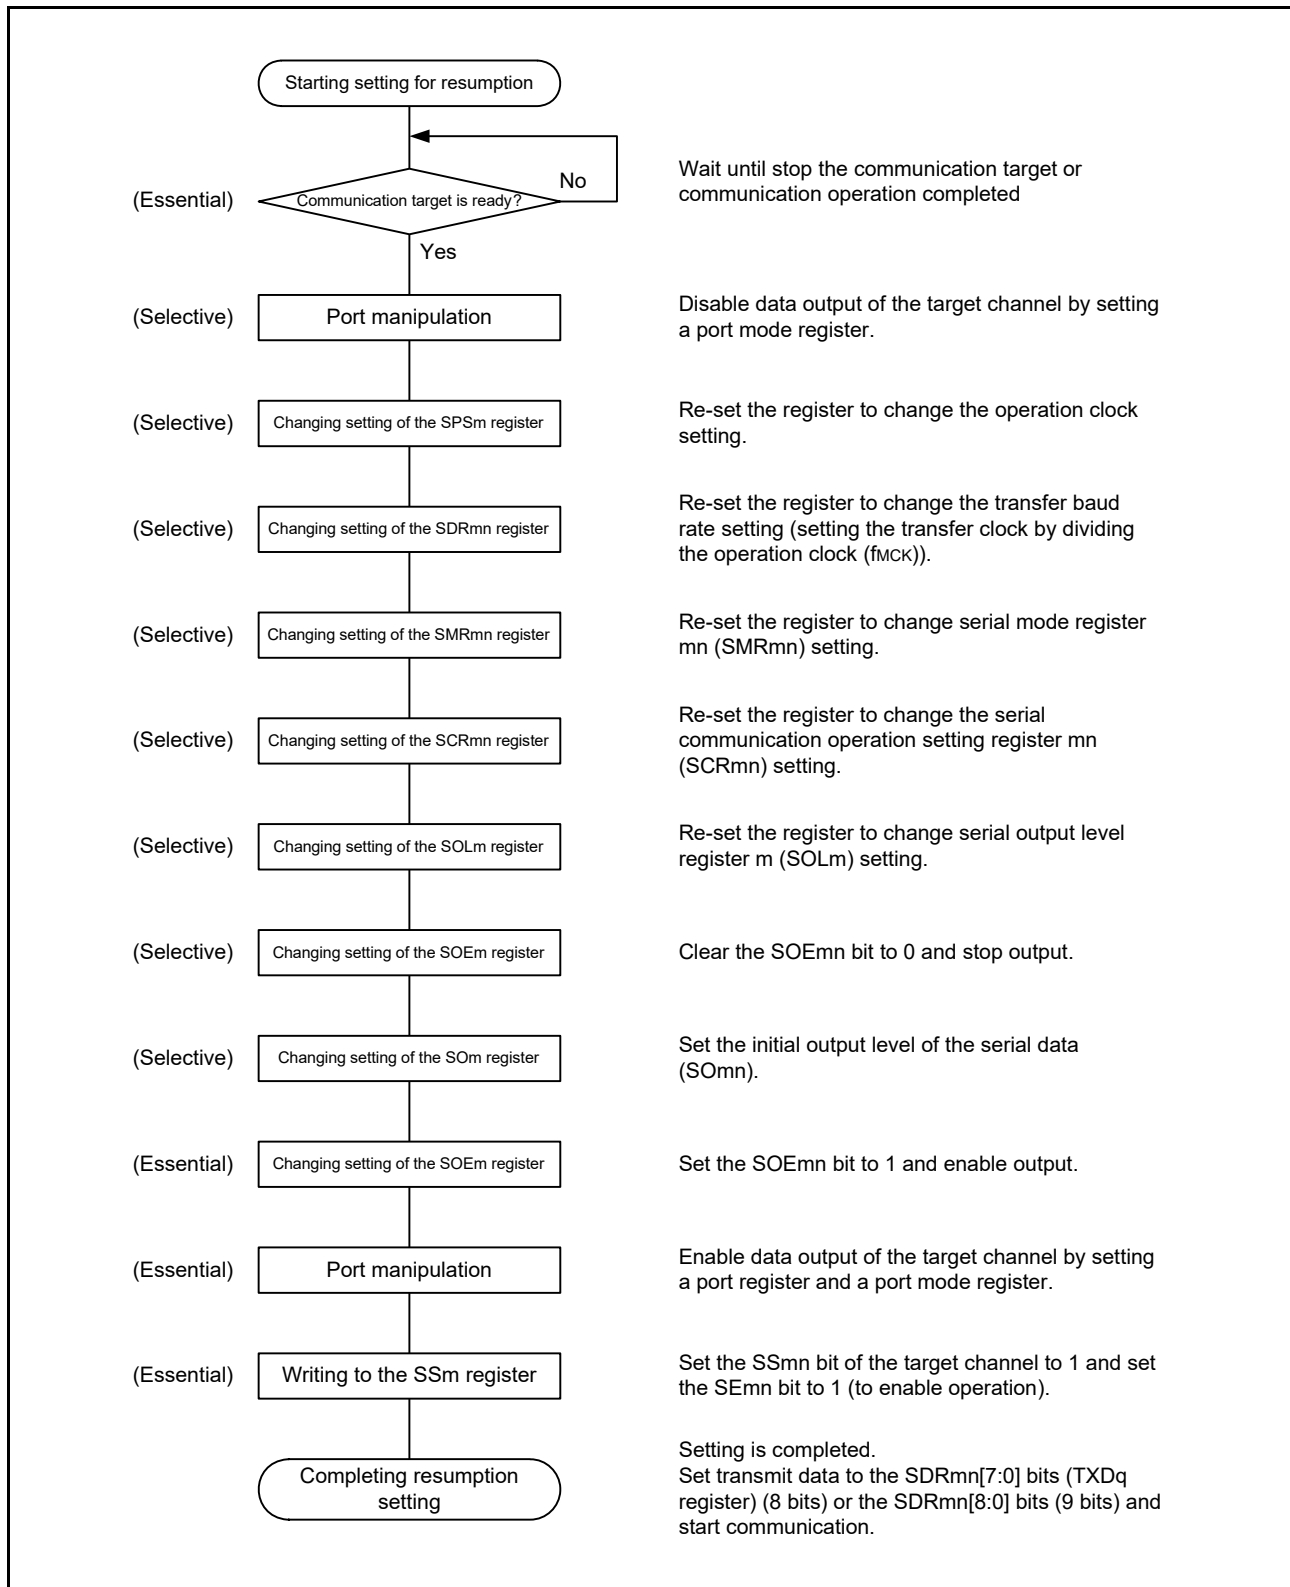 Starting setting for resumption
(Essential)
Communication target is ready?
No
Yes
Wait until stop the communication target or
communication operation completed
(Selective)
Port manipulation
Disable data output of the target channel by setting
a port mode register.
(Selective)
Changing setting of the SPSm register
Re-set the register to change the operation clock
setting.
(Selective)
Changing setting of the SDRmn register
Re-set the register to change the transfer baud
rate setting (setting the transfer clock by dividing
the operation clock (fMCK)).
(Selective)
Changing setting of the SMRmn register
Re-set the register to change serial mode register
mn (SMRmn) setting.
(Selective)
Changing setting of the SCRmn register
Re-set the register to change the serial
communication operation setting register mn
(SCRmn) setting.
(Selective)
Changing setting of the SOLm register
Re-set the register to change serial output level
register m (SOLm) setting.
(Selective)
Changing setting of the SOEm register
Clear the SOEmn bit to 0 and stop output.
(Selective)
Changing setting of the SOm register
Set the initial output level of the serial data
(SOmn).
(Essential)
Changing setting of the SOEm register
Set the SOEmn bit to 1 and enable output.
(Essential)
Port manipulation
Enable data output of the target channel by setting
a port register and a port mode register.
(Essential)
Writing to the SSm register
Set the SSmn bit of the target channel to 1 and set
the SEmn bit to 1 (to enable operation).
Completing resumption
setting
Setting is completed.
Set transmit data to the SDRmn[7:0] bits (TXDq
register) (8 bits) or the SDRmn[8:0] bits (9 bits) and
start communication.